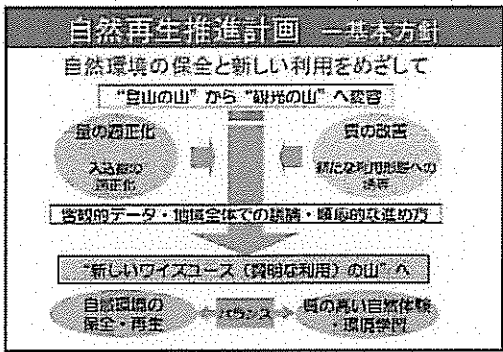 自然再生推進計画 ―基本方針
自然環境の保全と新しい利用をめざして
“登山の山”から“観光の山”へ変容
量の適正化
入込数の
適正化
質の改善
新たな利用形態への
客観的データ・地域全体での議論・順応的な進め方
“新しいワイズユース（賢明な利用）の山”へ
自然環境の
保全・再生
バランス
質の高い自然体験
・環境学習